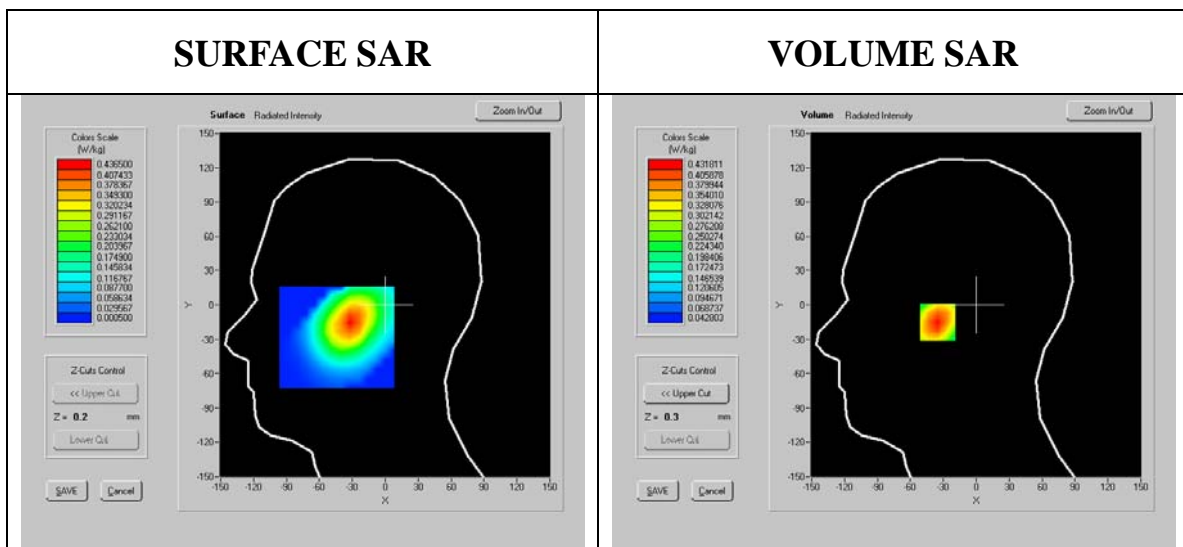 SURFACE SAR
VOLUME SAR
Surface Radiated Intensity
Zoom In/Out
Colors Scale
(W/kg)
0.436500
0.407433
0.378367
0.349300
0.320234
0.291167
0.262100
0.233034
0.203967
0.174900
0.145834
0.116767
0.087700
0.058634
0.029567
0.000500
150
120
90
60
30
0
-30
-60
-90
-120
-150
Y
-150 -120 -90 -60 -30 0 30 60 90 120 150
X
Z-Cuts Control
<< Upper Cut
Z = 0.2 mm
Lower Cut
SAVE
Cancel
Volume Radiated Intensity
Zoom In/Out
Colors Scale
(W/kg)
0.431811
0.405878
0.379944
0.354010
0.328076
0.302142
0.276208
0.250274
0.224340
0.198406
0.172473
0.146539
0.120605
0.094671
0.068737
0.042803
150
120
90
60
30
0
-30
-60
-90
-120
-150
Y
-150 -120 -90 -60 -30 0 30 60 90 120 150
X
Z-Cuts Control
<< Upper Cut
Z = 0.3 mm
Lower Cut
SAVE
Cancel